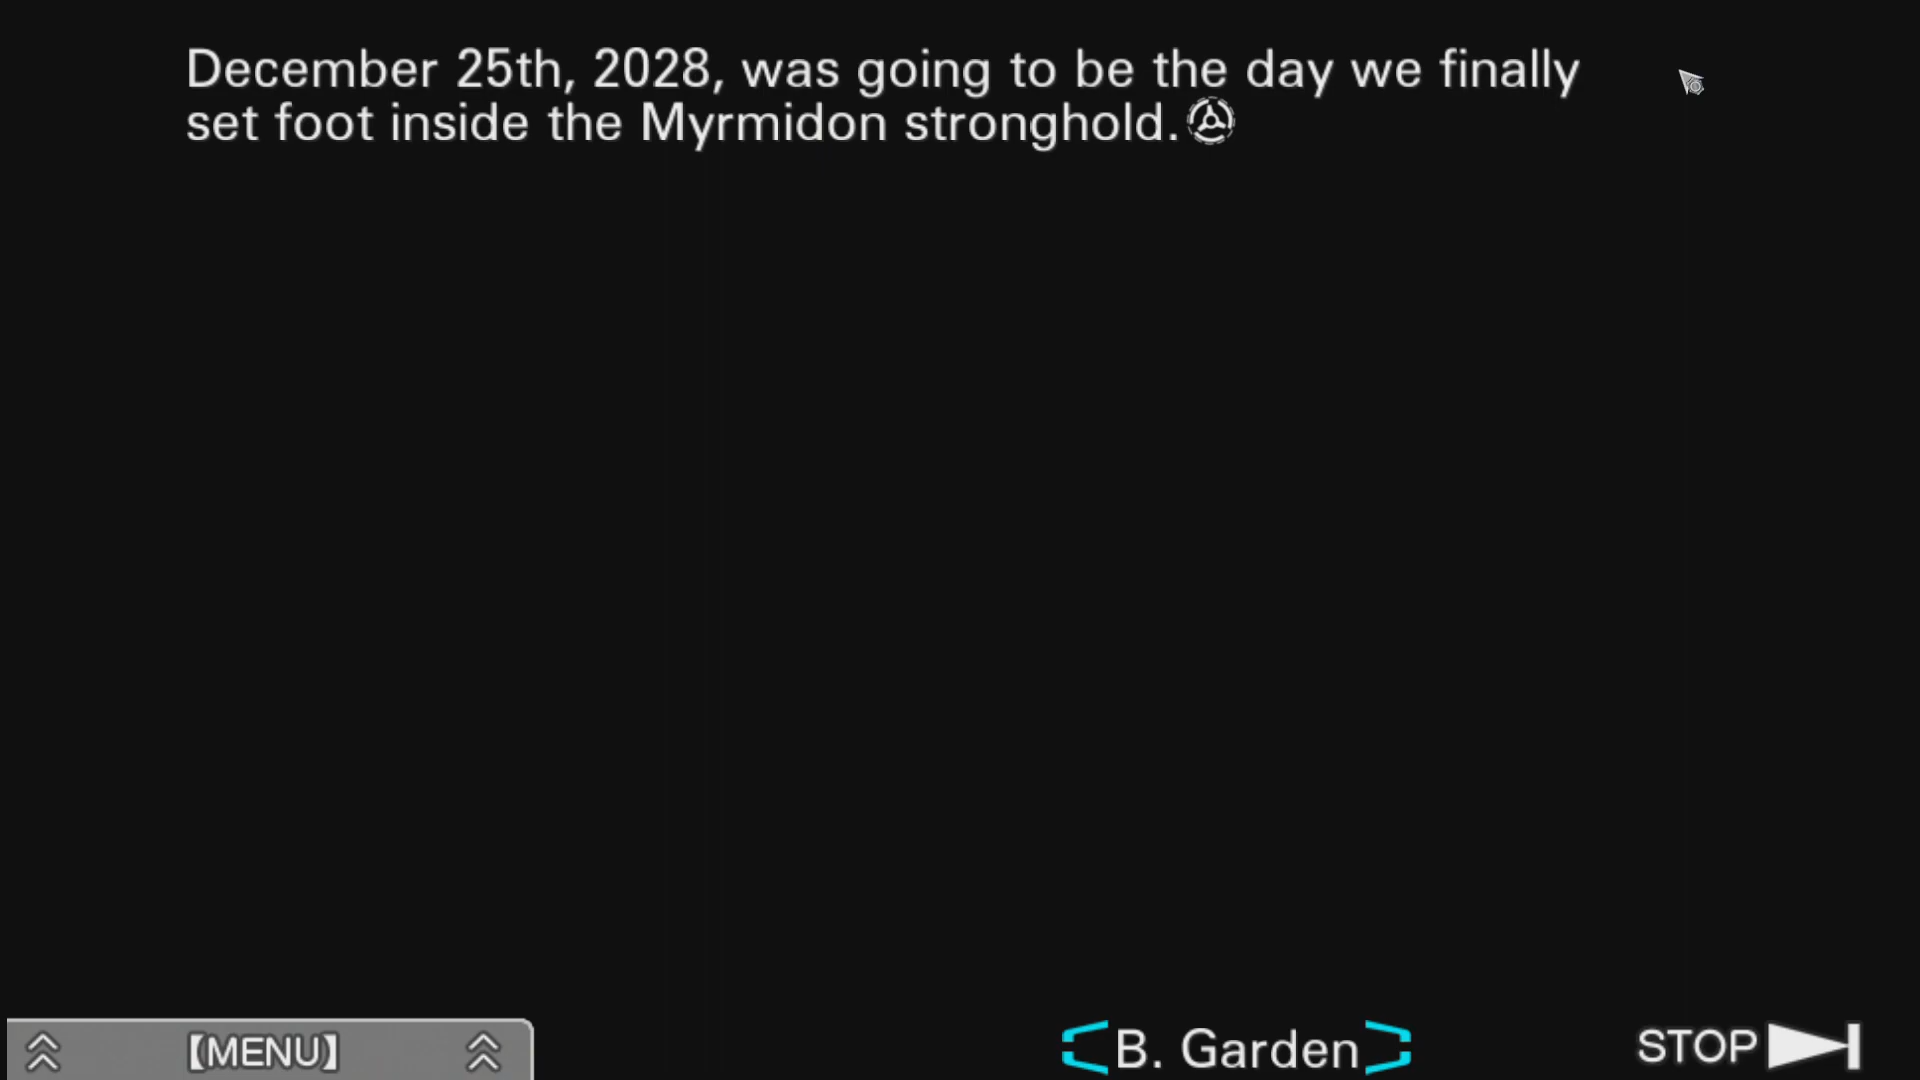 December 25th, 2028, was going to be the day we finally
set foot inside the Myrmidon stronghold.
【MENU】
B. Garden
STOP